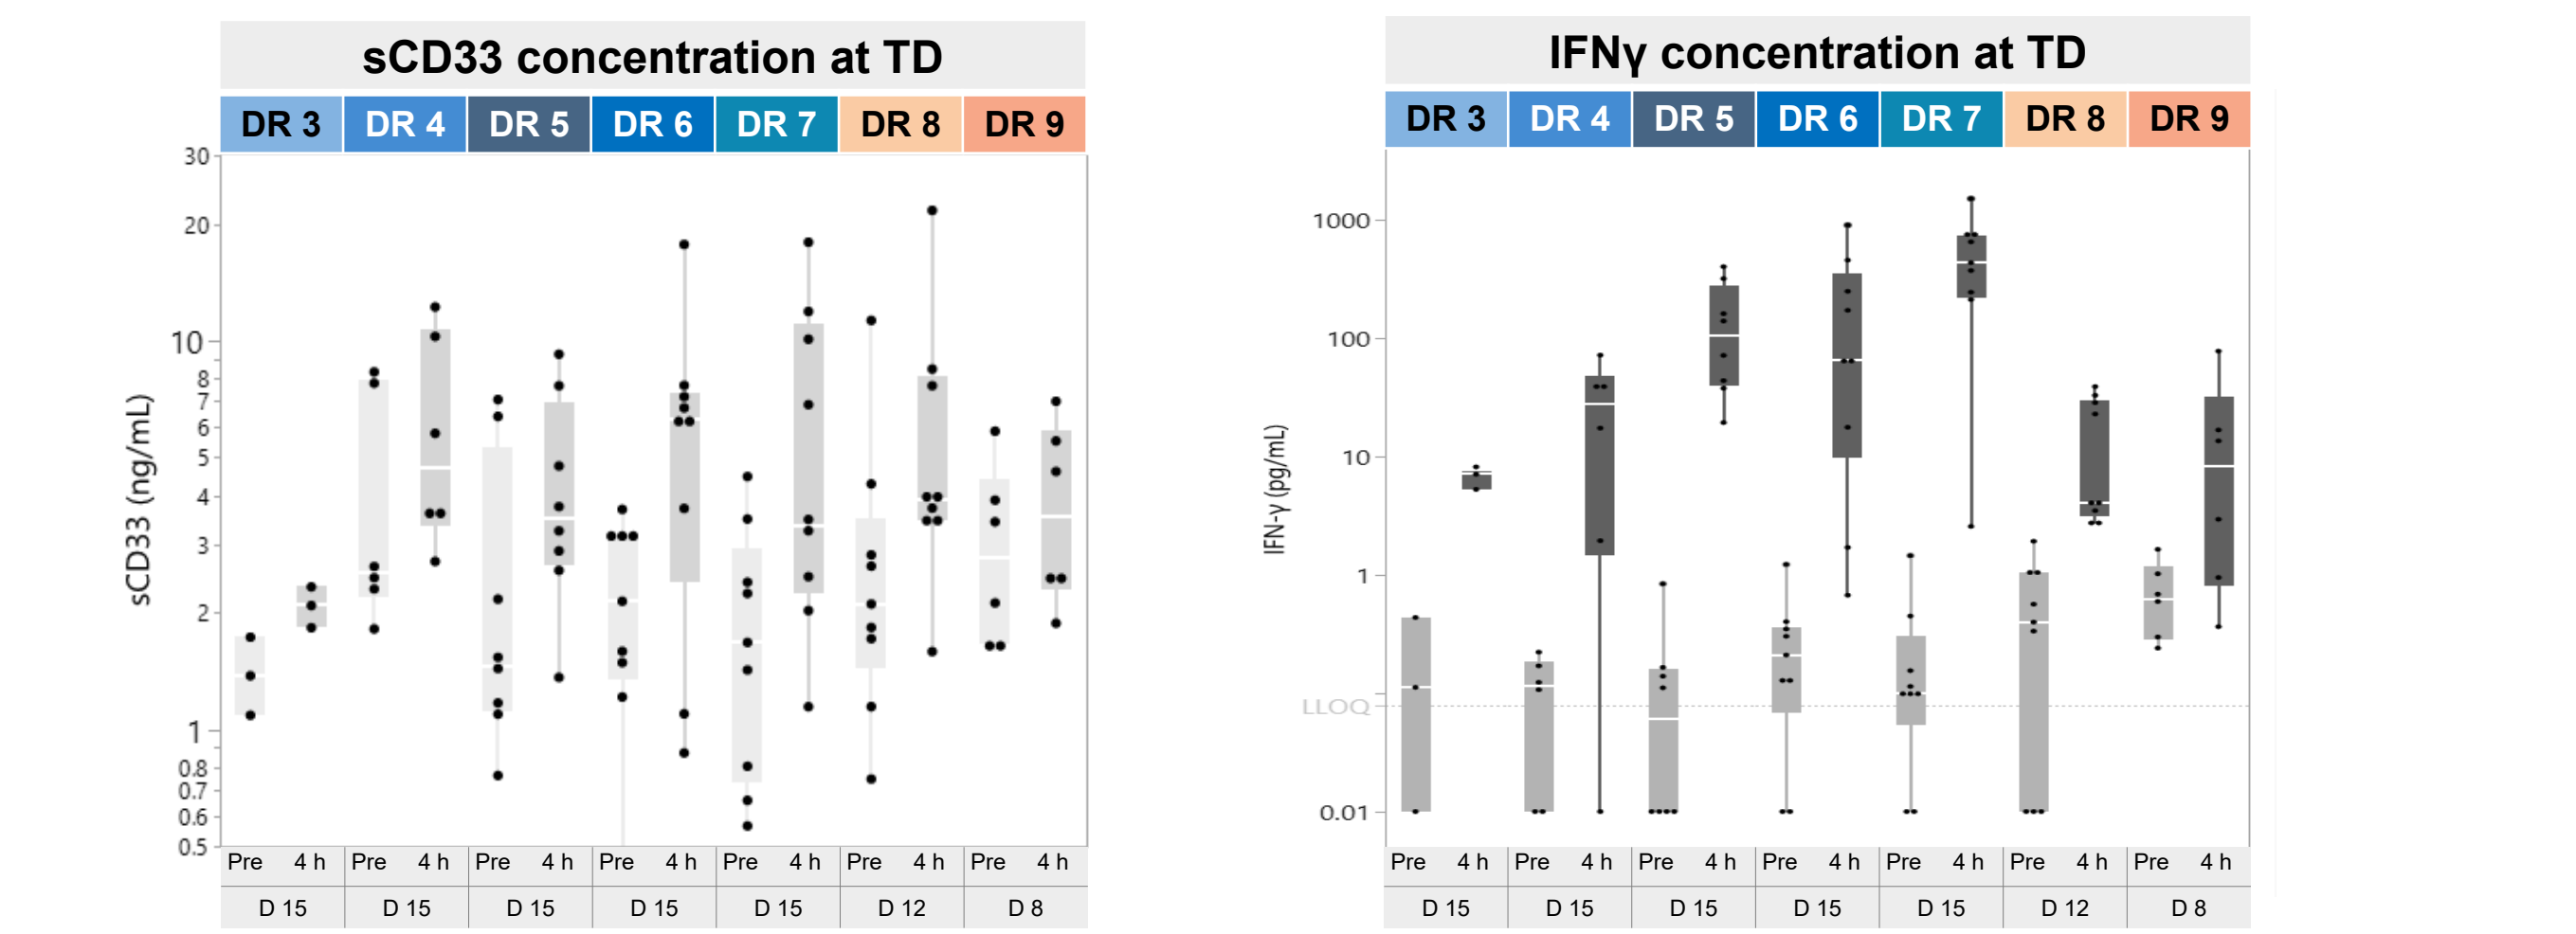 sCD33 concentration at TD
DR 3 DR 4 DR 5 DR 6 DR 7 DR 8 DR 9
sCD33 (ng/mL)
30
20
10
8
7
6
5
4
3
2
1
0.8
0.7
0.6
0.5
Pre 4 h Pre 4 h Pre 4 h Pre 4 h Pre 4 h Pre 4 h Pre 4 h
D 15 D 15 D 15 D 15 D 15 D 12 D 8
IFNγ concentration at TD
DR 3 DR 4 DR 5 DR 6 DR 7 DR 8 DR 9
IFN-γ (pg/mL)
1000
100
10
1
LLOQ
0.01
Pre 4 h Pre 4 h Pre 4 h Pre 4 h Pre 4 h Pre 4 h Pre 4 h
D 15 D 15 D 15 D 15 D 15 D 12 D 8